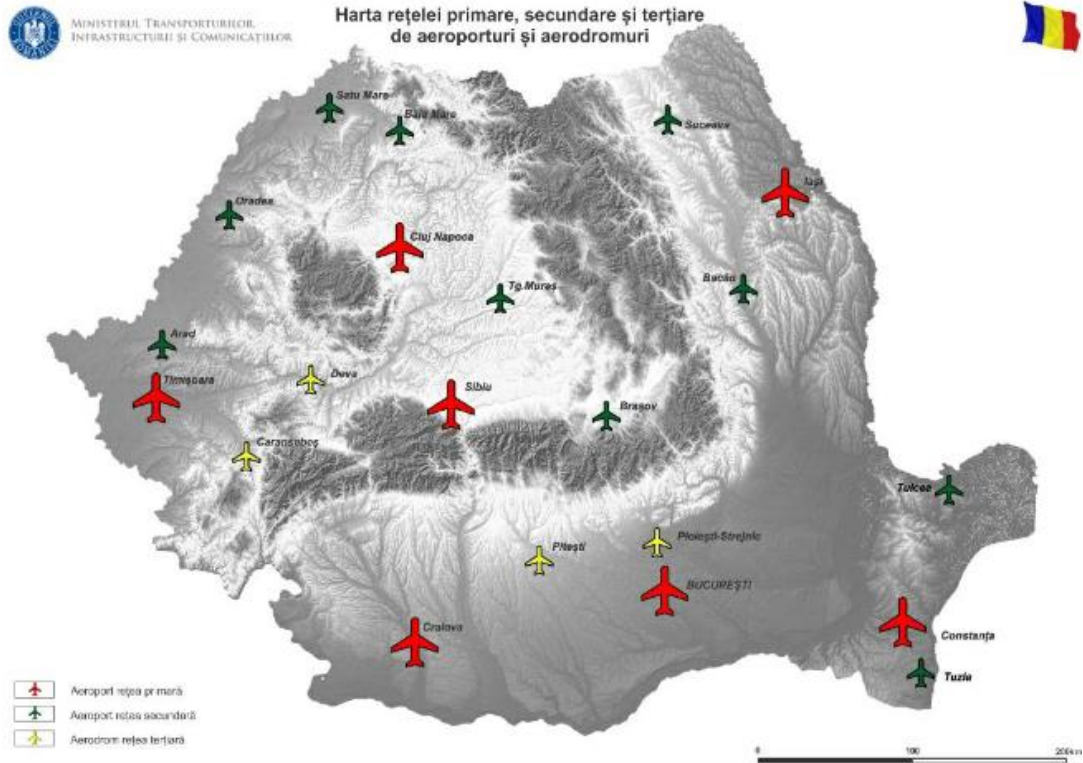 MINISTERUL TRANSPORTURILOR,
INFRASTRUCTURII ȘI COMUNICAȚIILOR
Harta rețelei primare, secundare și terțiare
de aeroporturi și aerodromuri
Satu Mare
Baia Mare
Suceava
Iași
Oradea
Cluj Napoca
Bacău
Tg.Mureș
Arad
Timișoara
Deva
Sibiu
Brașov
Caransebeș
Tulcea
Pitești
Ploiești-Strejnic
BUCUREȘTI
Craiova
Constanța
Tuzla
Aeroport rețea primară
Aeroport rețea secundară
Aerodrom rețea terțiară
0 100 200km